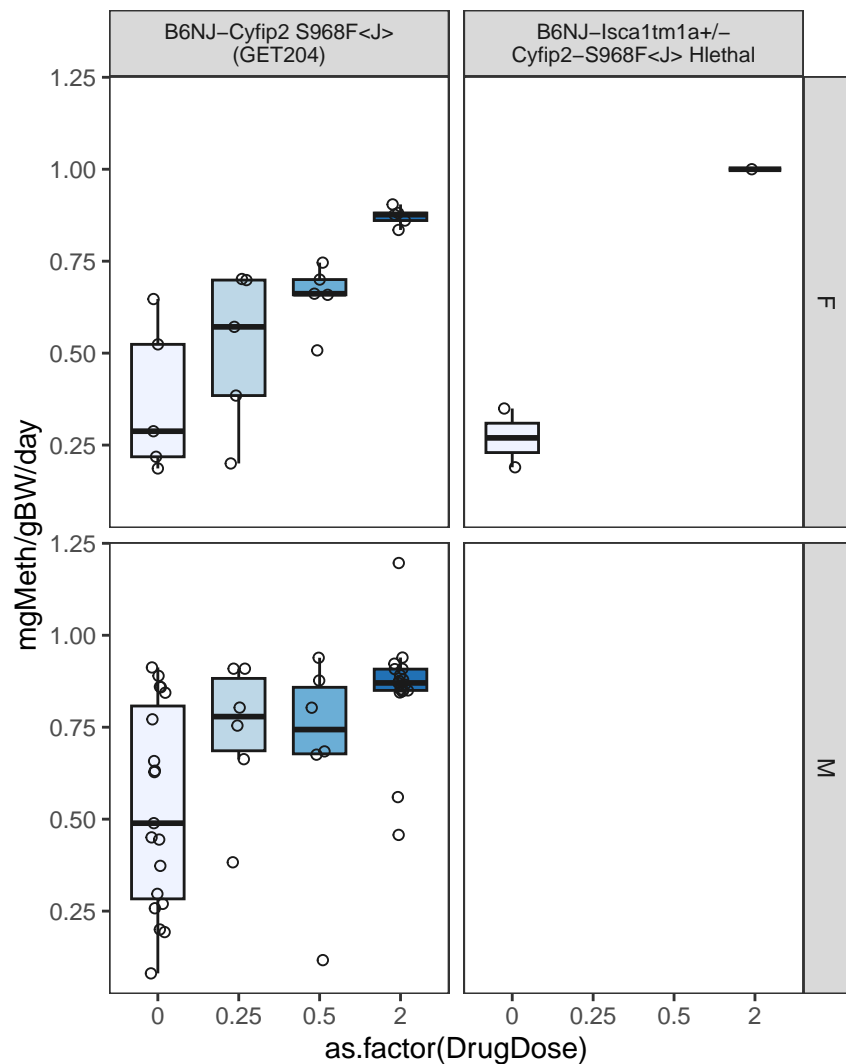 B6NJ−Cyfip2 S968F<J>
(GET204)
B6NJ−Isca1tm1a+/−
Cyfip2−S968F<J> Hlethal
1.25
1.00
0.75
0.50
0.25
F
1.25
1.00
0.75
0.50
0.25
M
mgMeth/gBW/day
0 0.25 0.5 2
0 0.25 0.5 2
as.factor(DrugDose)